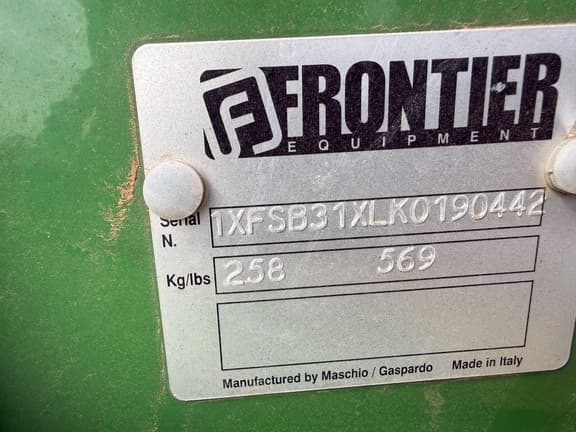 F FRONTIER
EQUIPMENT
Serial N. 1XFSB31XLK0190442
Kg/lbs 258 569
Manufactured by Maschio / Gaspardo Made in Italy